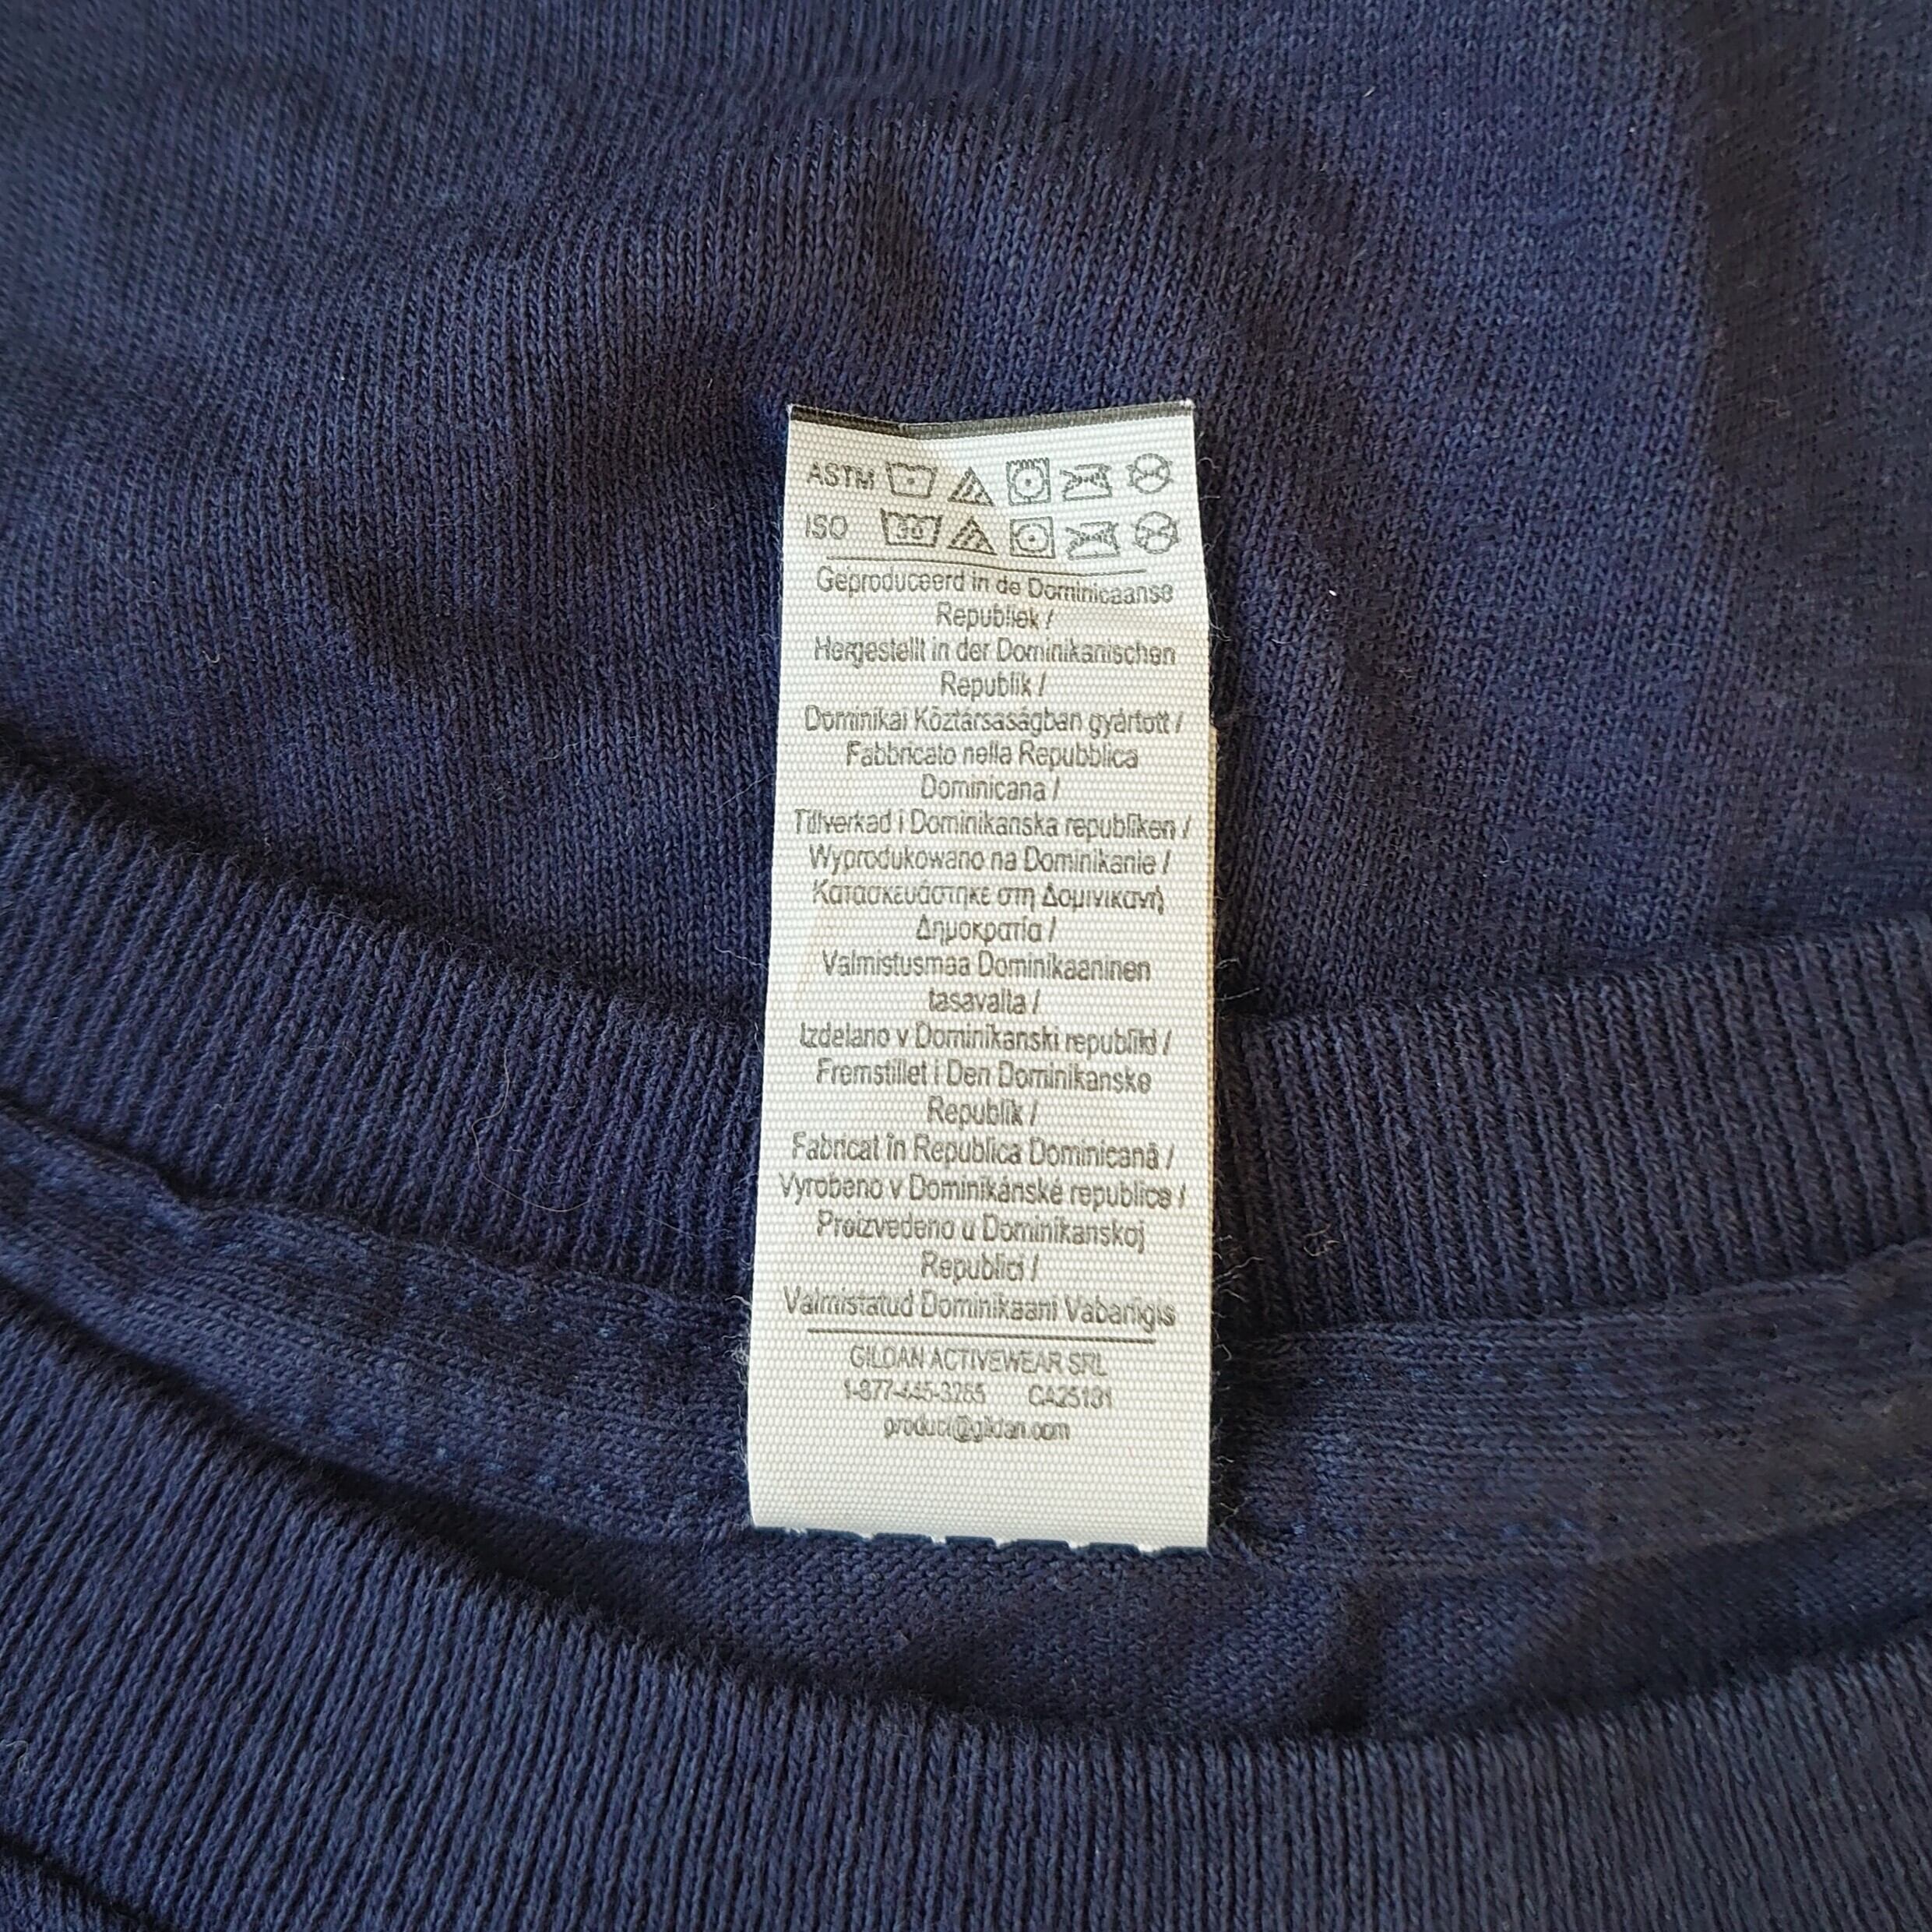 ASTM
ISO 30
Geproduceerd in de Dominicaanse
Republiek /
Hergestellt in der Dominikanischen
Republik /
Dominikai Köztársaságban gyártott /
Fabbricato nella Repubblica
Dominicana /
Tillverkad i Dominikanska republiken /
Wyprodukowano na Dominikanie /
Κατασκευάστηκε στη Δομινικανή
Δημοκρατία /
Valmistusmaa Dominikaaninen
tasavalta /
Izdelano v Dominikanski republiki /
Fremstillet i Den Dominikanske
Republik /
Fabricat în Republica Dominicană /
Vyrobeno v Dominikánské republice /
Proizvedeno u Dominikanskoj
Republici /
Valmistatud Dominikaani Vabariigis
GILDAN ACTIVEWEAR SRL
1-877-445-3265 CA25191
product@gildan.com